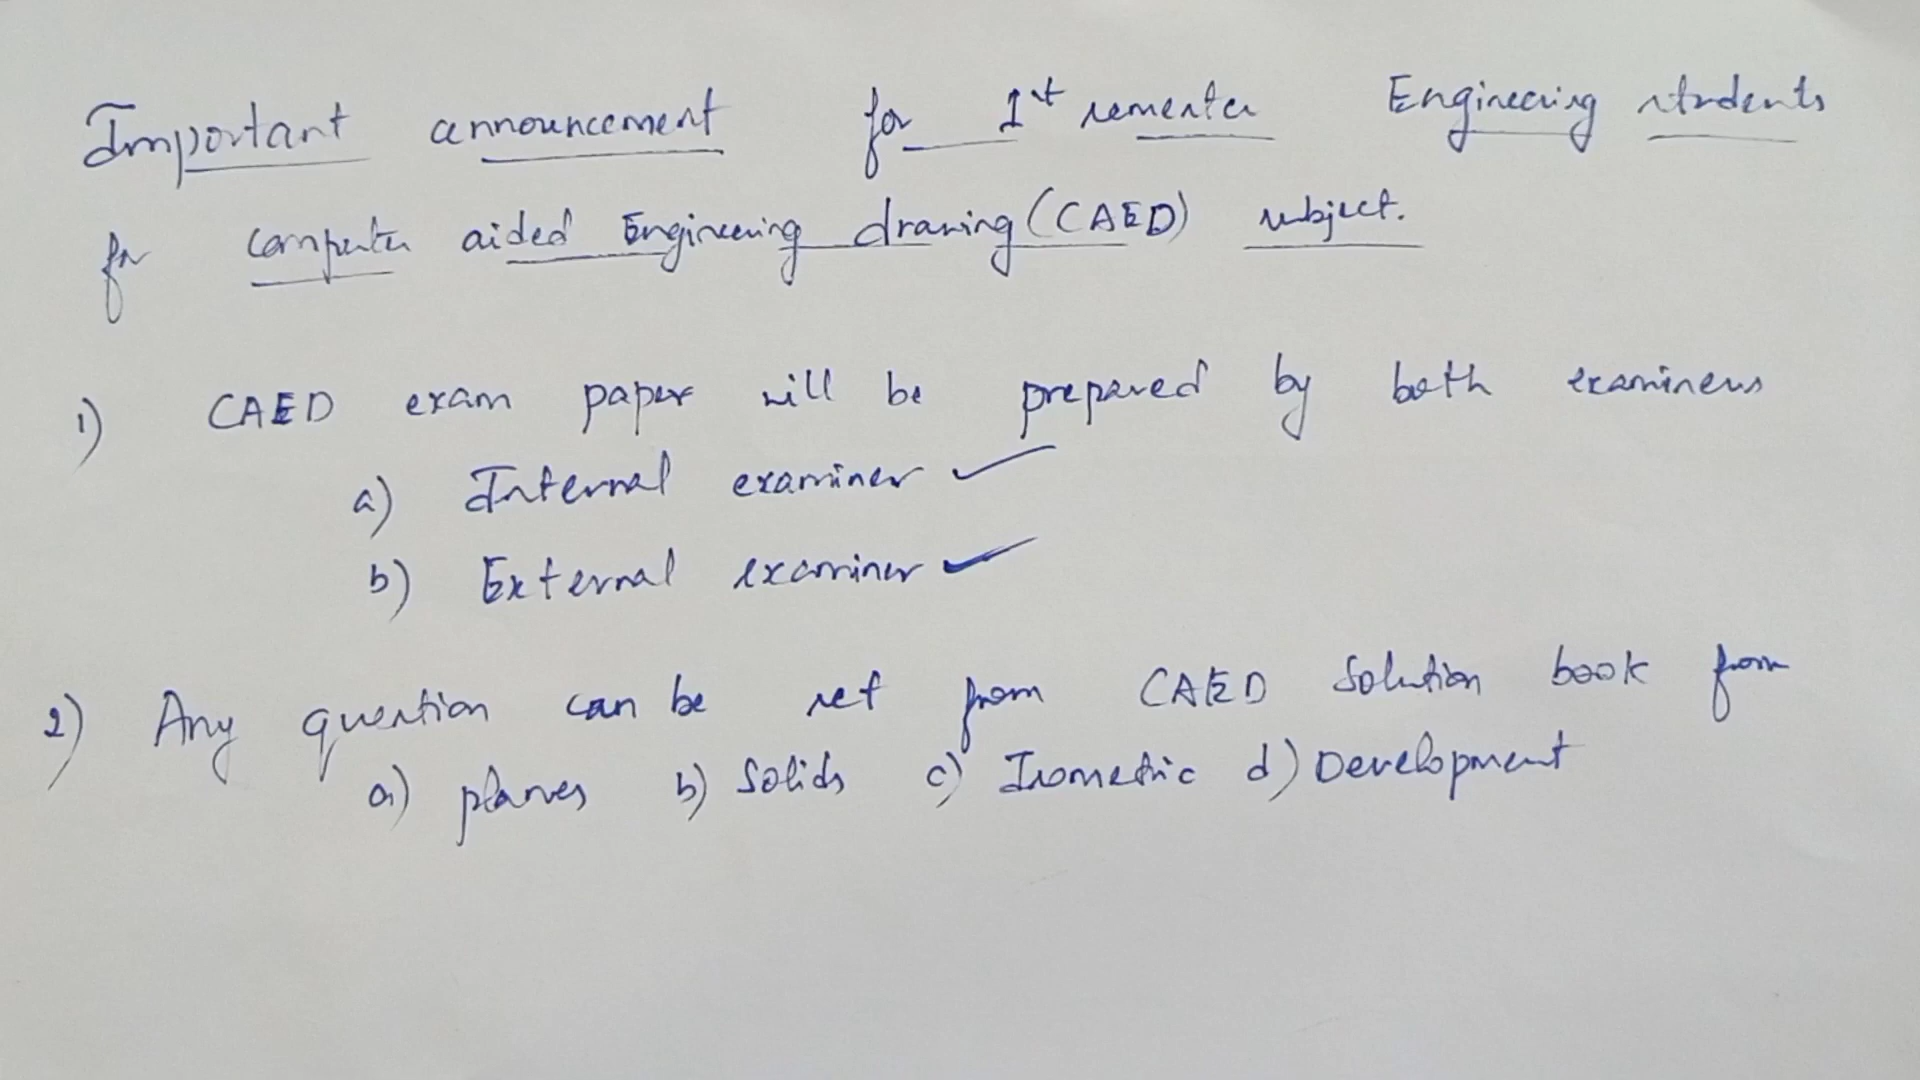 Important announcement for 1st semester Engineering students
for computer aided Engineering drawing (CAED) subject.
1) CAED exam paper will be prepared by both examiners
a) Internal examiner ✓
b) External examiner ✓
2) Any question can be set from CAED Solution book from
a) planes b) Solids c) Isometric d) Development